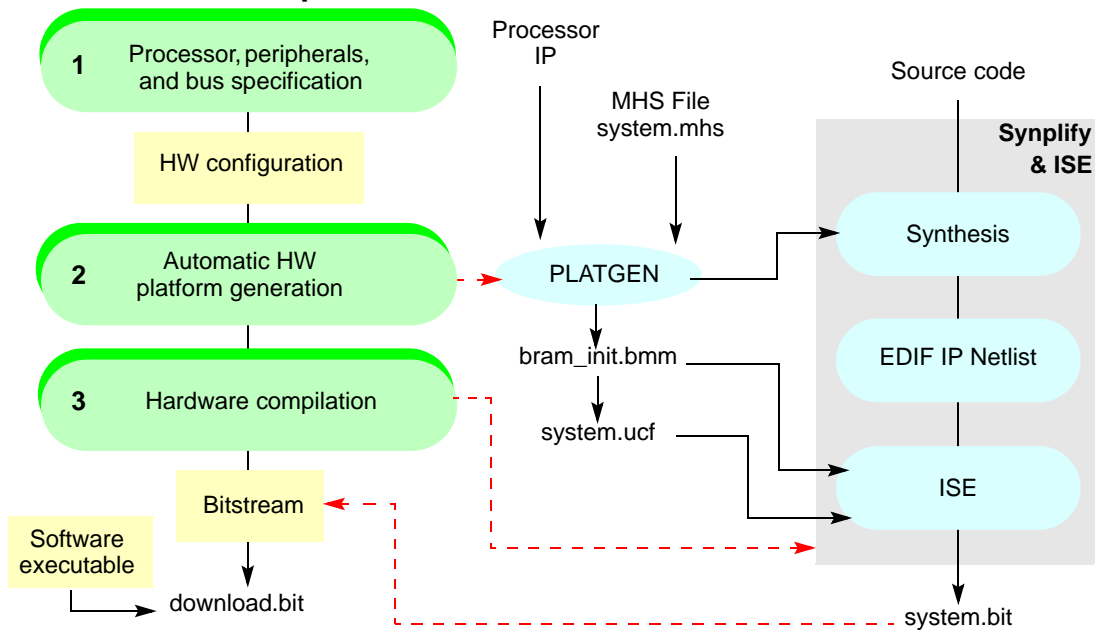 1
Processor, peripherals,
and bus specification
HW configuration
2
Automatic HW
platform generation
3
Hardware compilation
Bitstream
Software
executable
download.bit
Processor
IP
MHS File
system.mhs
PLATGEN
bram_init.bmm
system.ucf
Source code
Synplify
& ISE
Synthesis
EDIF IP Netlist
ISE
system.bit